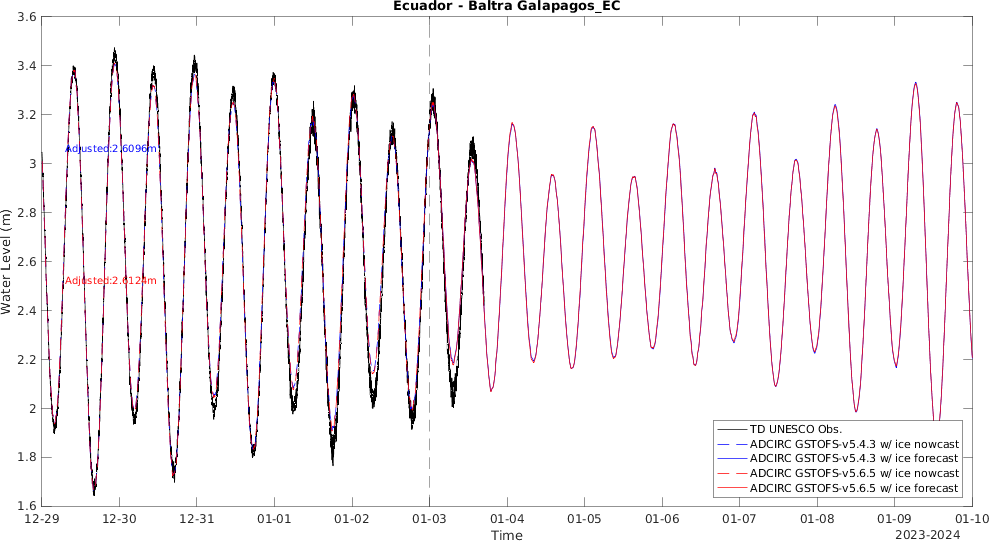 Ecuador - Baltra Galapagos_EC
3.6
3.4
3.2
3
2.8
2.6
2.4
2.2
2
1.8
1.6
Water Level (m)
Adjusted:2.6096m
Adjusted:2.6124m
TD UNESCO Obs.
ADCIRC GSTOFS-v5.4.3 w/ ice nowcast
ADCIRC GSTOFS-v5.4.3 w/ ice forecast
ADCIRC GSTOFS-v5.6.5 w/ ice nowcast
ADCIRC GSTOFS-v5.6.5 w/ ice forecast
12-29 12-30 12-31 01-01 01-02 01-03 01-04 01-05 01-06 01-07 01-08 01-09 01-10
Time
2023-2024